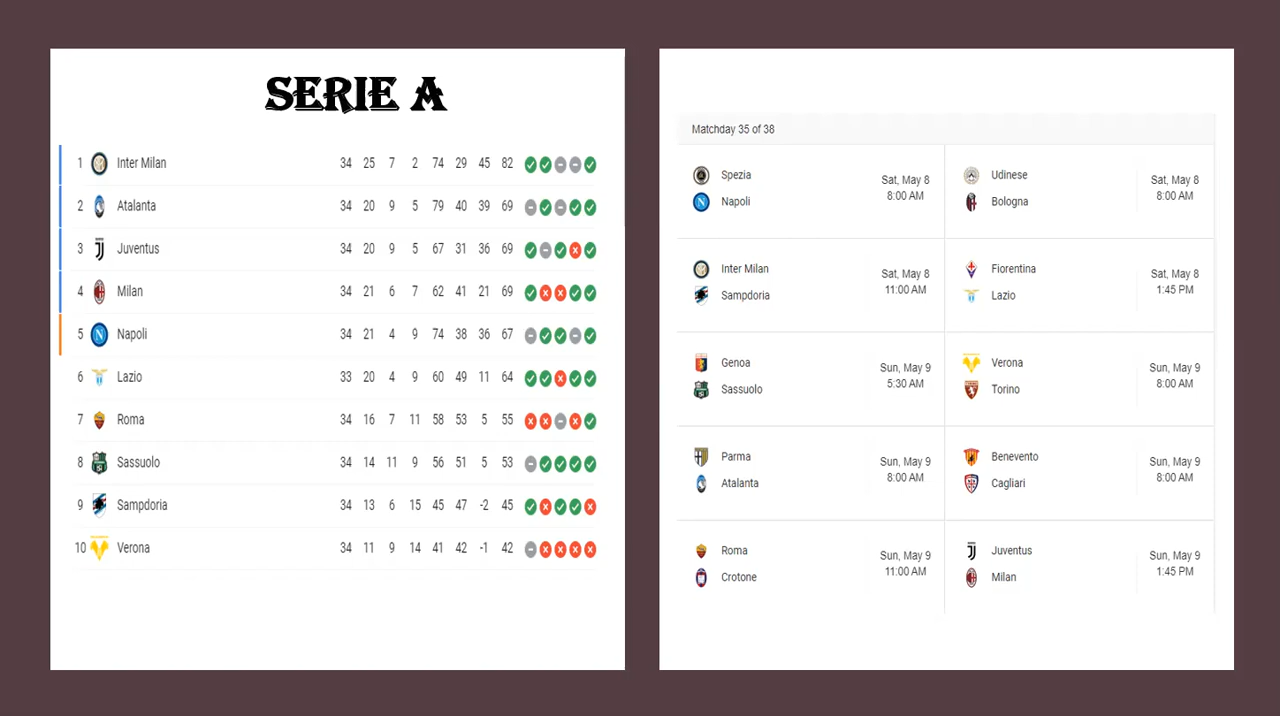 SERIE A
1 Inter Milan 34 25 7 2 74 29 45 82
2 Atalanta 34 20 9 5 79 40 39 69
3 Juventus 34 20 9 5 67 31 36 69
4 Milan 34 21 6 7 62 41 21 69
5 Napoli 34 21 4 9 74 38 36 67
6 Lazio 33 20 4 9 60 49 11 64
7 Roma 34 16 7 11 58 53 5 55
8 Sassuolo 34 14 11 9 56 51 5 53
9 Sampdoria 34 13 6 15 45 47 -2 45
10 Verona 34 11 9 14 41 42 -1 42
Matchday 35 of 38
Spezia
Napoli
Sat, May 8
8:00 AM
Udinese
Bologna
Sat, May 8
8:00 AM
Inter Milan
Sampdoria
Sat, May 8
11:00 AM
Fiorentina
Lazio
Sat, May 8
1:45 PM
Genoa
Sassuolo
Sun, May 9
5:30 AM
Verona
Torino
Sun, May 9
8:00 AM
Parma
Atalanta
Sun, May 9
8:00 AM
Benevento
Cagliari
Sun, May 9
8:00 AM
Roma
Crotone
Sun, May 9
11:00 AM
Juventus
Milan
Sun, May 9
1:45 PM